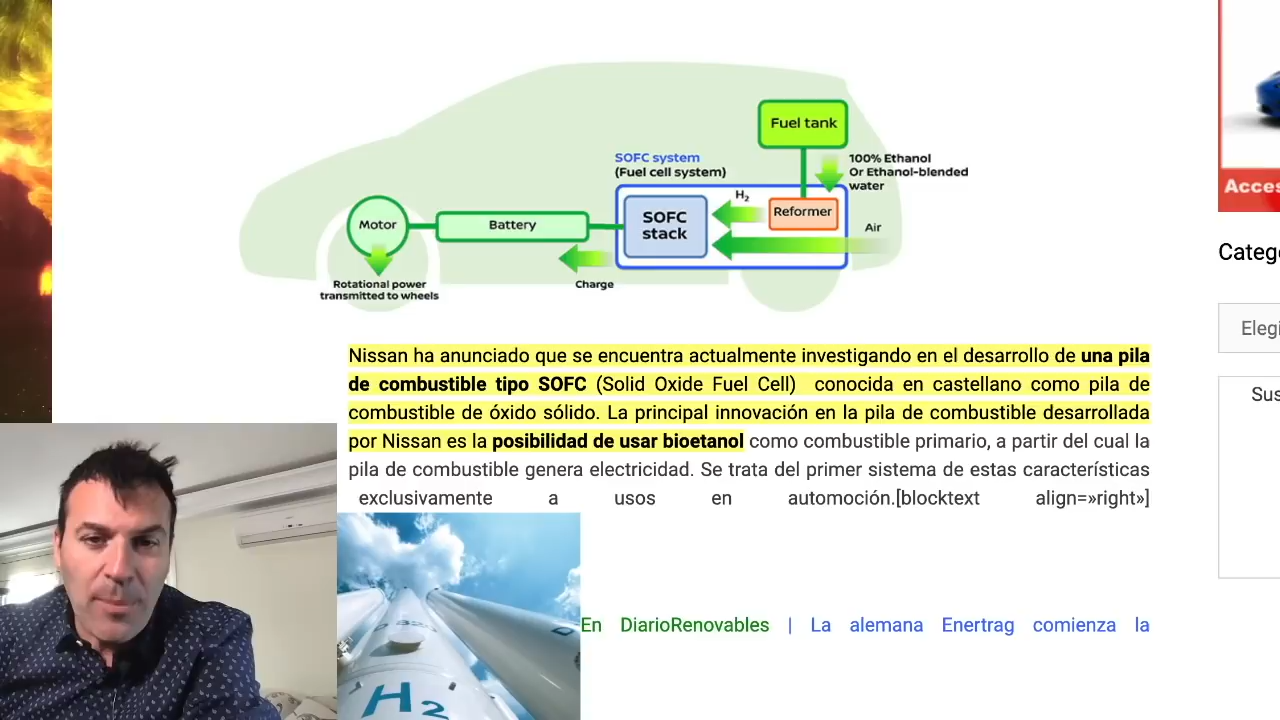 Fuel tank
SOFC system
(Fuel cell system)
100% Ethanol
Or Ethanol-blended
water
H2
Reformer
SOFC
stack
Motor
Battery
Air
Charge
Rotational power
transmitted to wheels
Nissan ha anunciado que se encuentra actualmente investigando en el desarrollo de una pila
de combustible tipo SOFC (Solid Oxide Fuel Cell) conocida en castellano como pila de
combustible de óxido sólido. La principal innovación en la pila de combustible desarrollada
por Nissan es la posibilidad de usar bioetanol como combustible primario, a partir del cual la
pila de combustible genera electricidad. Se trata del primer sistema de estas características
exclusivamente a usos en automoción.[blocktext align=»right»]
En DiarioRenovables | La alemana Enertrag comienza la
H2
Acces
Categ
Elegi
Sus